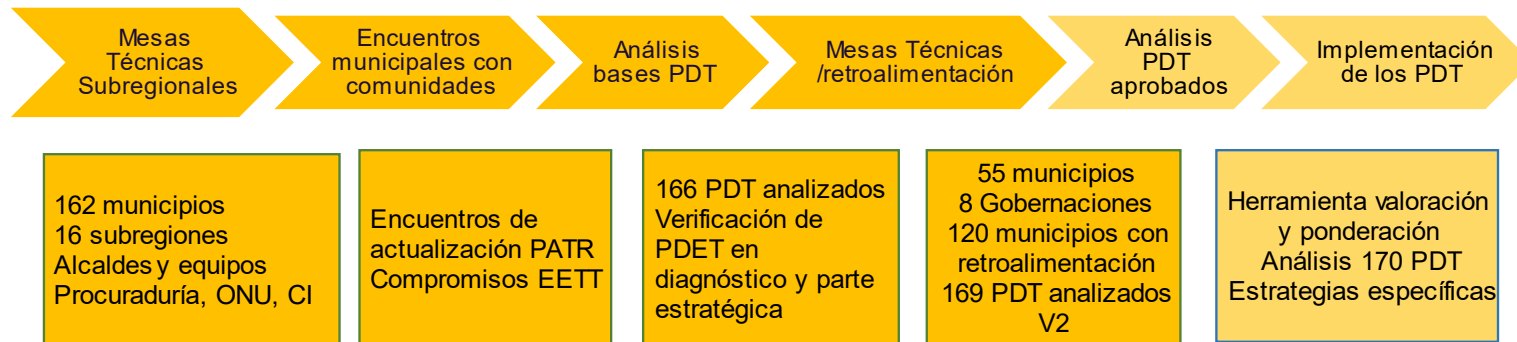 Mesas
Técnicas
Subregionales
Encuentros
municipales con
comunidades
Análisis
bases PDT
Mesas Técnicas
/retroalimentación
Análisis
PDT
aprobados
Implementación
de los PDT
162 municipios
16 subregiones
Alcaldes y equipos
Procuraduría, ONU, CI
Encuentros de
actualización PATR
Compromisos EETT
166 PDT analizados
Verificación de
PDET en
diagnóstico y parte
estratégica
55 municipios
8 Gobernaciones
120 municipios con
retroalimentación
169 PDT analizados
V2
Herramienta valoración
y ponderación
Análisis 170 PDT
Estrategias específicas